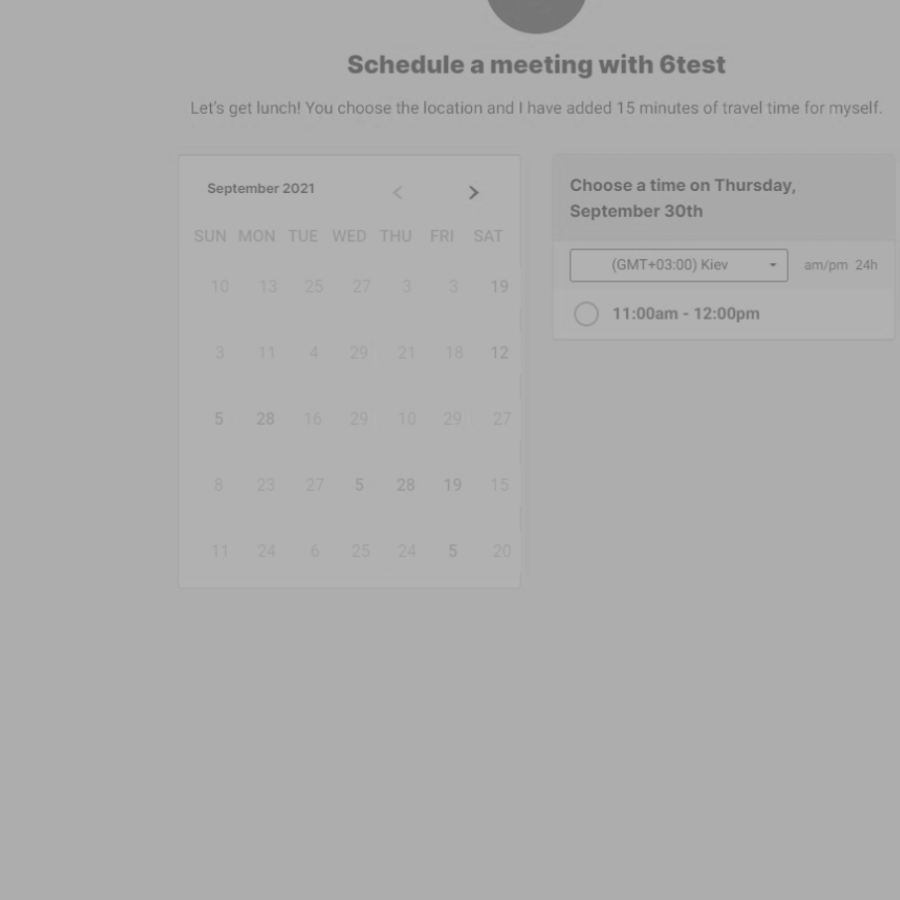 Schedule a meeting with 6test
Let's get lunch! You choose the location and I have added 15 minutes of travel time for myself.
September 2021
SUN MON TUE WED THU FRI SAT
10 13 25 27 3 3 19
3 11 4 29 21 18 12
5 28 16 29 10 29 27
8 23 27 5 28 19 15
11 24 6 25 24 5 20
Choose a time on Thursday,
September 30th
(GMT+03:00) Kiev am/pm 24h
11:00am - 12:00pm